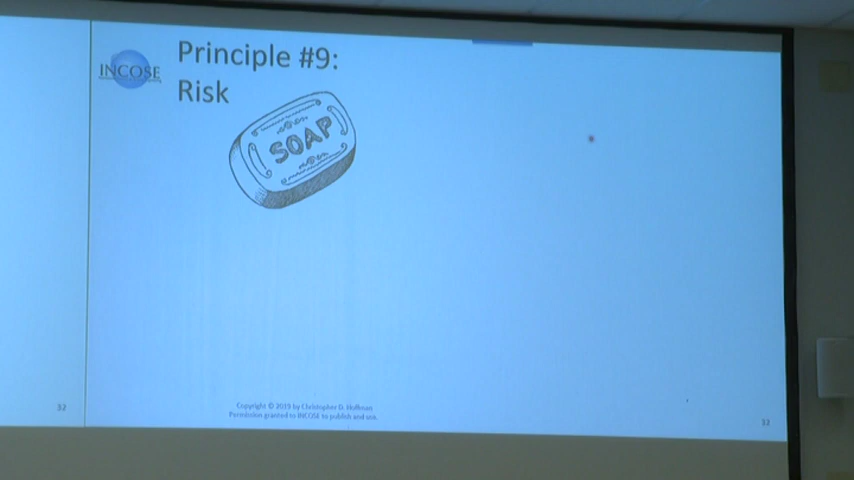 INCOSE
Principle #9:
Risk
SOAP
32
Copyright © 2019 by Christopher D. Hoffman
Permission granted to INCOSE to publish and use.
32